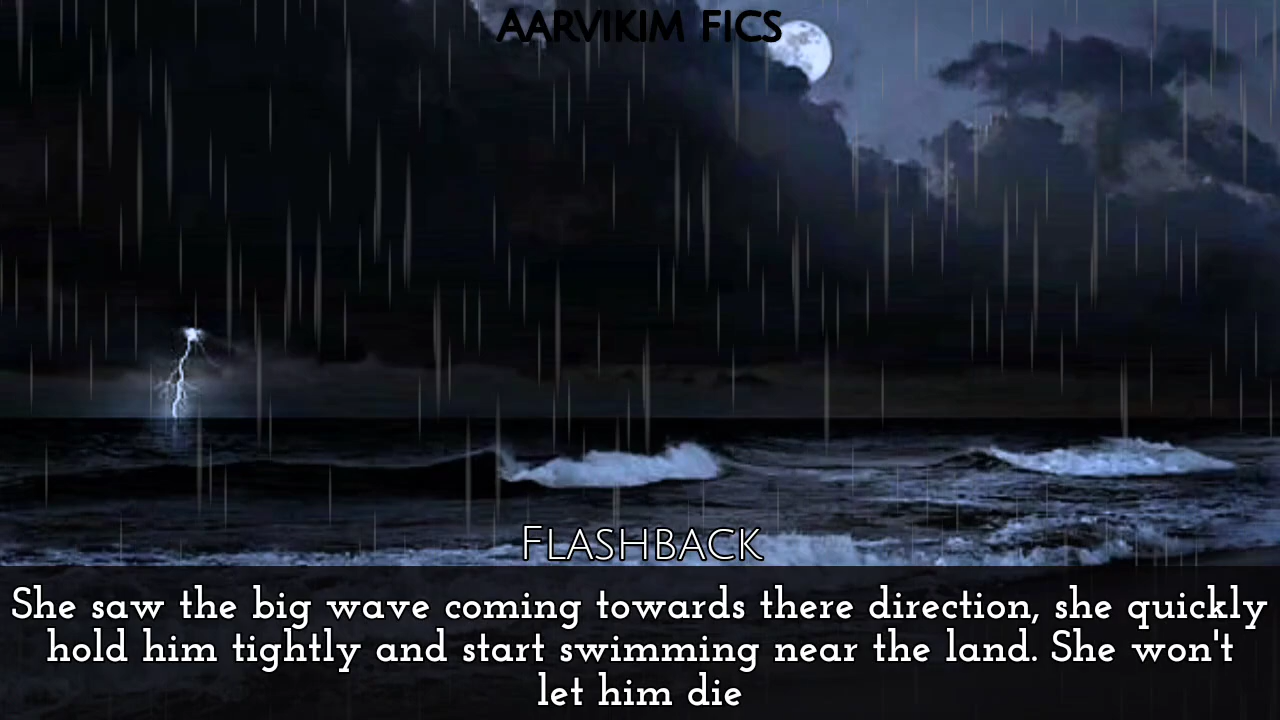 AARVIKIM FICS
FLASHBACK
She saw the big wave coming towards there direction, she quickly
hold him tightly and start swimming near the land. She won't
let him die